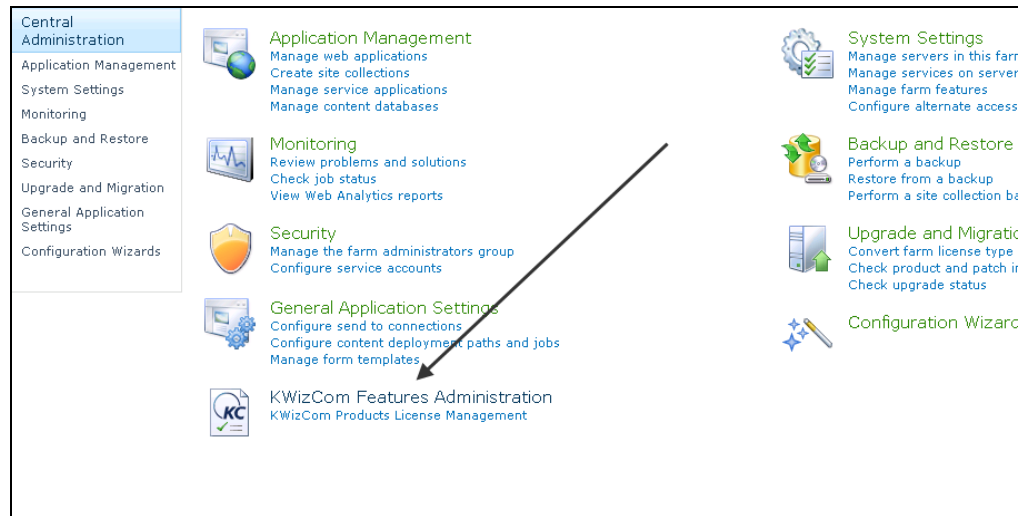 Central
Administration
Application Management
System Settings
Monitoring
Backup and Restore
Security
Upgrade and Migration
General Application
Settings
Configuration Wizards
Application Management
Manage web applications
Create site collections
Manage service applications
Manage content databases
Monitoring
Review problems and solutions
Check job status
View Web Analytics reports
Security
Manage the farm administrators group
Configure service accounts
General Application Settings
Configure send to connections
Configure content deployment paths and jobs
Manage form templates
KC
KWizCom Features Administration
KWizCom Products License Management
System Settings
Manage servers in this farm
Manage services on server
Manage farm features
Configure alternate access
Backup and Restore
Perform a backup
Restore from a backup
Perform a site collection ba
Upgrade and Migratio
Convert farm license type
Check product and patch in
Check upgrade status
Configuration Wizard